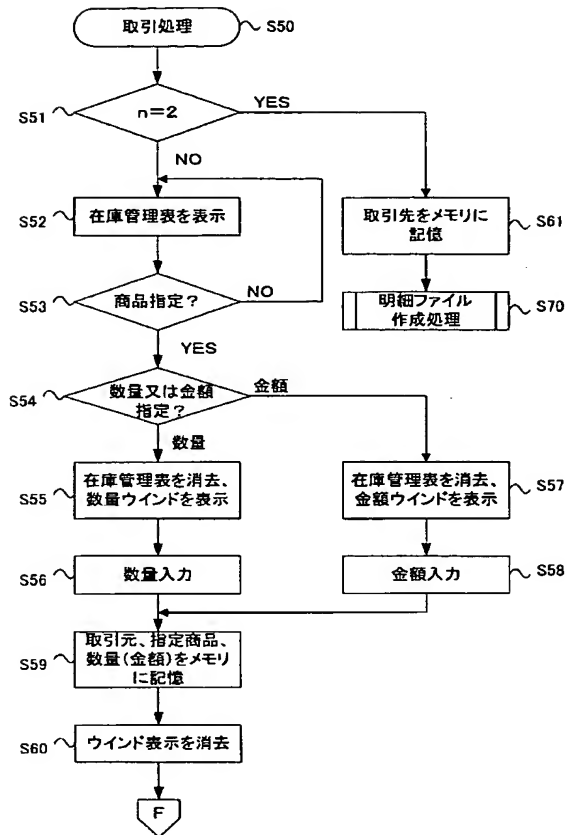 取引処理
S50
S51
n=2
YES
NO
S52
在庫管理表を表示
取引先をメモリに
記憶
S61
S53
商品指定?
NO
明細ファイル
作成処理
S70
YES
S54
数量又は金額
指定?
金額
数量
S55
在庫管理表を消去、
数量ウインドを表示
在庫管理表を消去、
金額ウインドを表示
S57
S56
数量入力
金額入力
S58
S59
取引元、指定商品、
数量(金額)をメモリ
に記憶
S60
ウインド表示を消去
F